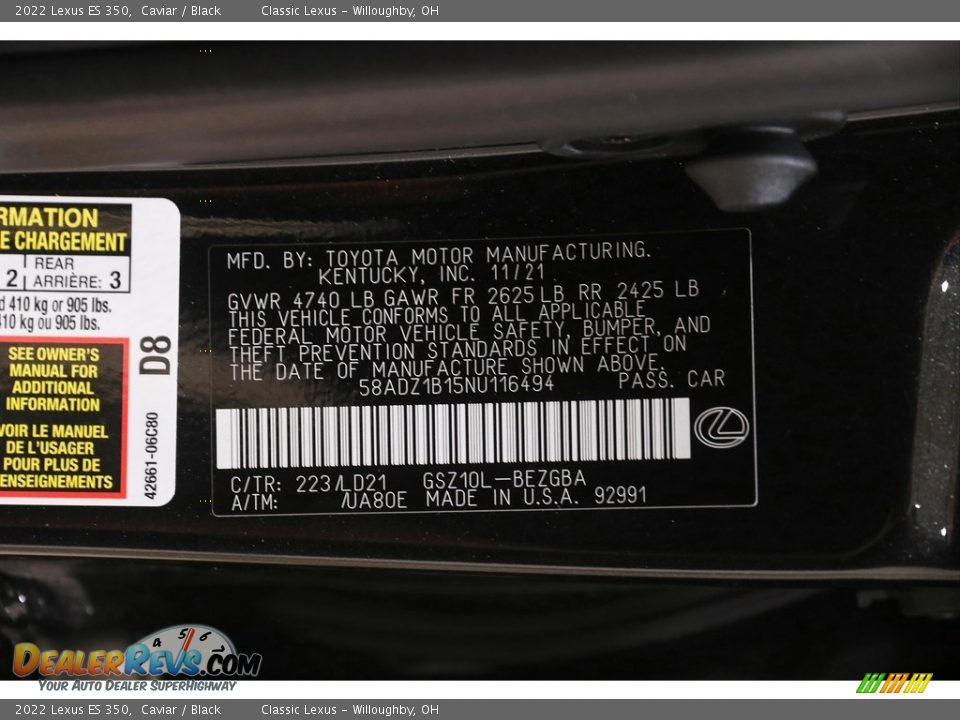 2022 Lexus ES 350, Caviar / Black Classic Lexus - Willoughby, OH
RMATION
E CHARGEMENT
2 REAR
ARRIÈRE: 3
d 410 kg or 905 lbs.
410 kg ou 905 lbs.
SEE OWNER'S
MANUAL FOR
ADDITIONAL
INFORMATION
VOIR LE MANUEL
DE L'USAGER
POUR PLUS DE
ENSEIGNEMENTS
D8
42661-06C80
MFD. BY: TOYOTA MOTOR MANUFACTURING.
KENTUCKY, INC. 11/21
GVWR 4740 LB GAWR FR 2625 LB RR 2425 LB
THIS VEHICLE CONFORMS TO ALL APPLICABLE
FEDERAL MOTOR VEHICLE SAFETY, BUMPER, AND
THEFT PREVENTION STANDARDS IN EFFECT ON
THE DATE OF MANUFACTURE SHOWN ABOVE.
58ADZ1B15NU116494 PASS. CAR
C/TR: 223/LD21 GSZ10L-BEZGBA
A/TM: /UA80E MADE IN U.S.A. 92991
4 5 6
DealerRevs.com
Your Auto Dealer SuperHighway
2022 Lexus ES 350, Caviar / Black Classic Lexus - Willoughby, OH